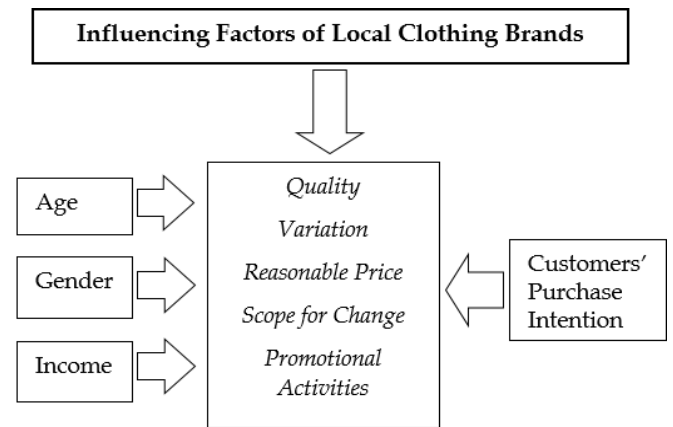 Influencing Factors of Local Clothing Brands
Age
Gender
Income
Quality
Variation
Reasonable Price
Scope for Change
Promotional
Activities
Customers’
Purchase
Intention